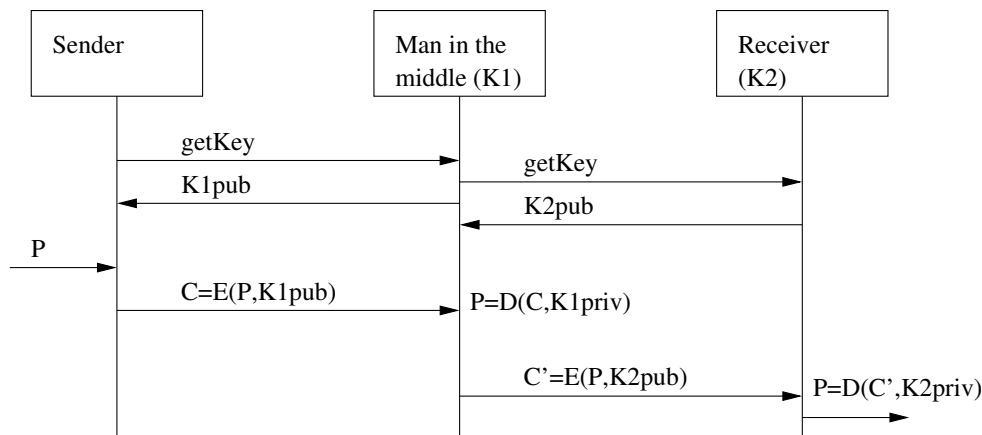 Sender
Man in the
middle (K1)
Receiver
(K2)
getKey
getKey
K1pub
K2pub
P
C=E(P,K1pub)
P=D(C,K1priv)
C’=E(P,K2pub)
P=D(C’,K2priv)